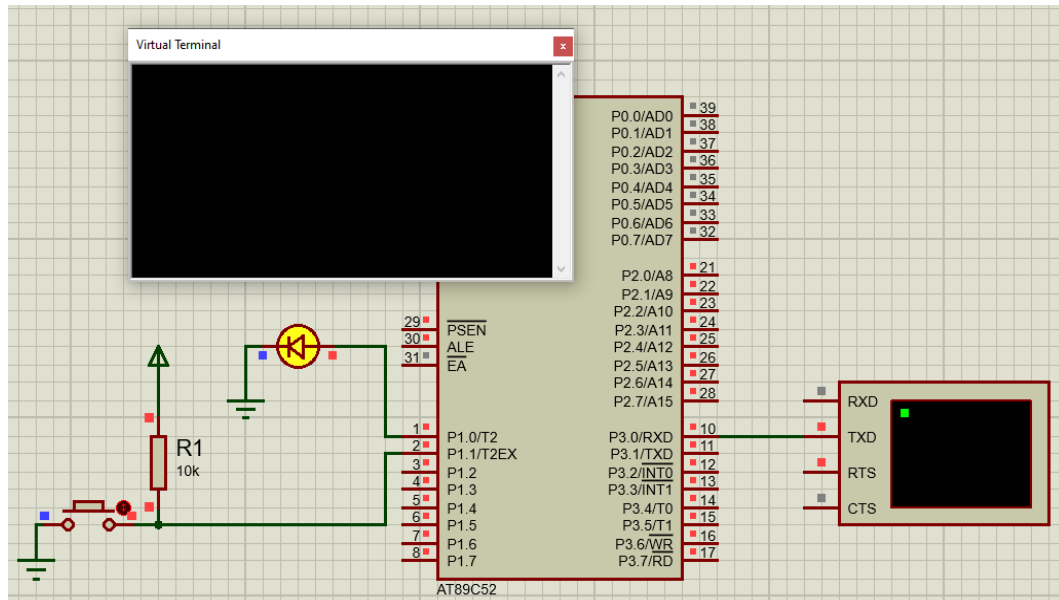 Virtual Terminal
x
P0.0/AD0 39
P0.1/AD1 38
P0.2/AD2 37
P0.3/AD3 36
P0.4/AD4 35
P0.5/AD5 34
P0.6/AD6 33
P0.7/AD7 32
P2.0/A8 21
P2.1/A9 22
P2.2/A10 23
P2.3/A11 24
P2.4/A12 25
P2.5/A13 26
P2.6/A14 27
P2.7/A15 28
29 PSEN
30 ALE
31 EA
1 P1.0/T2
2 P1.1/T2EX
3 P1.2
4 P1.3
5 P1.4
6 P1.5
7 P1.6
8 P1.7
P3.0/RXD 10
P3.1/TXD 11
P3.2/INT0 12
P3.3/INT1 13
P3.4/T0 14
P3.5/T1 15
P3.6/WR 16
P3.7/RD 17
AT89C52
R1
10k
RXD
TXD
RTS
CTS